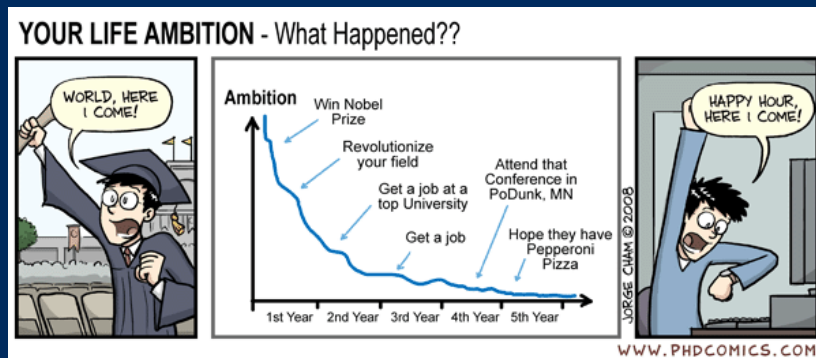 YOUR LIFE AMBITION - What Happened??
WORLD, HERE
I COME!
Ambition
Win Nobel
Prize
Revolutionize
your field
Get a job at a
top University
Get a job
Attend that
Conference in
PoDunk, MN
Hope they have
Pepperoni
Pizza
1st Year 2nd Year 3rd Year 4th Year 5th Year
JORGE CHAM © 2008
HAPPY HOUR,
HERE I COME!
WWW.PHDCOMICS.COM